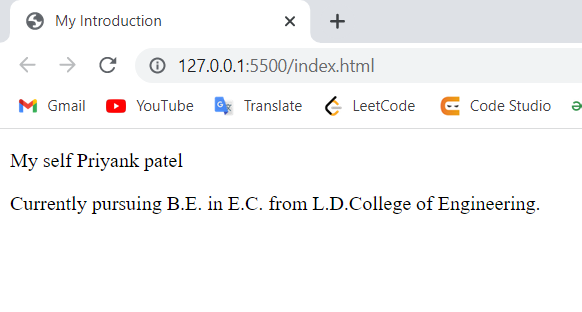 My Introduction
127.0.0.1:5500/index.html
Gmail YouTube Translate LeetCode Code Studio
My self Priyank patel
Currently pursuing B.E. in E.C. from L.D.College of Engineering.